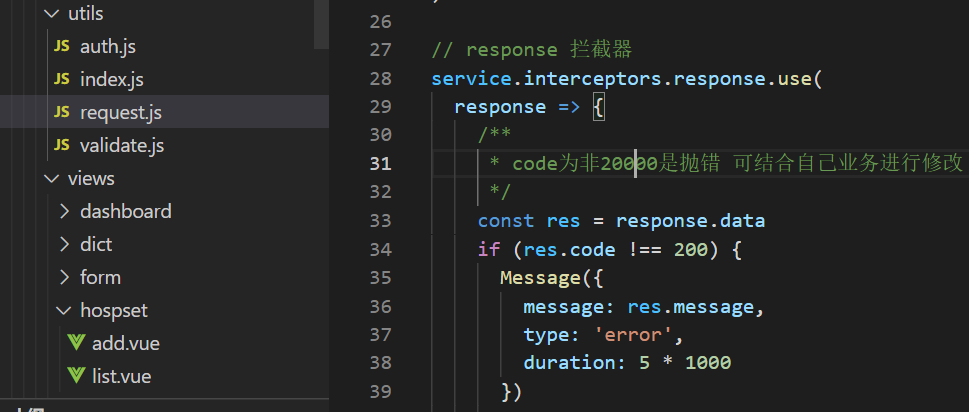 utils
JS auth.js
JS index.js
JS request.js
JS validate.js
views
dashboard
dict
form
hospset
add.vue
list.vue
26
27 // response 拦截器
28 service.interceptors.response.use(
29 response => {
30 /**
31 * code为非20000是抛错 可结合自己业务进行修改
32 */
33 const res = response.data
34 if (res.code !== 200) {
35 Message({
36 message: res.message,
37 type: 'error',
38 duration: 5 * 1000
39 })